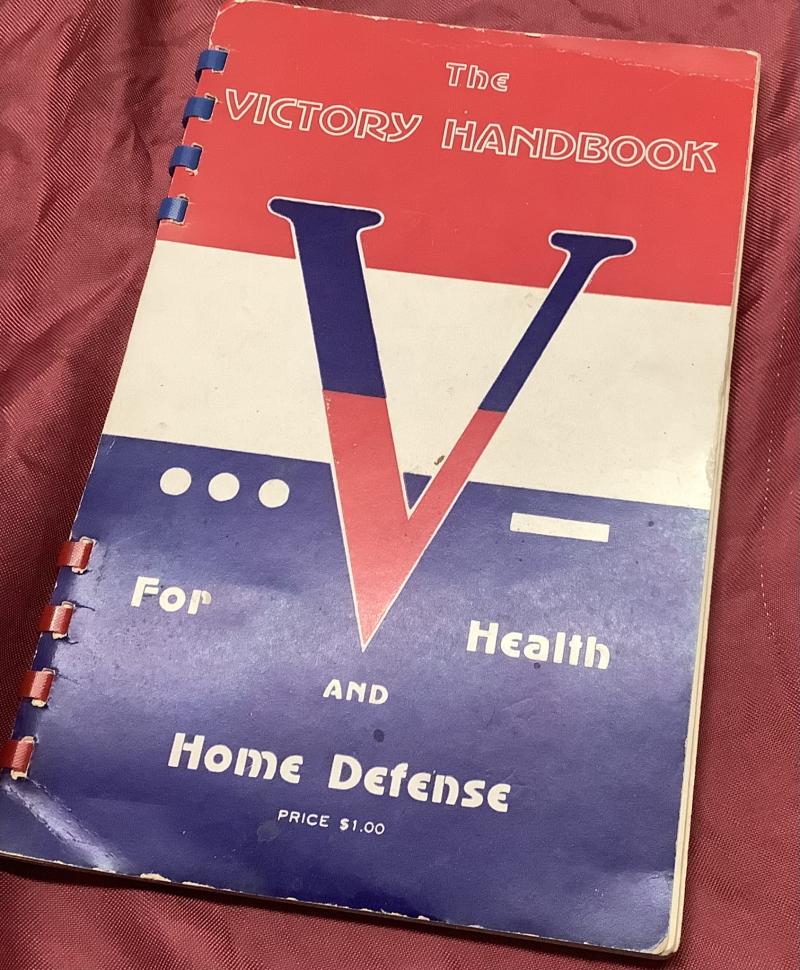 The
VICTORY HANDBOOK
V
For
Health
AND
Home Defense
PRICE $1.00